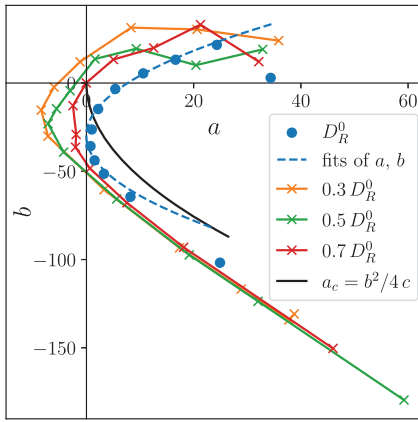 0
0
20
40
60
a
−50
−100
−150
b
D_R^0
fits of a, b
0.3 D_R^0
0.5 D_R^0
0.7 D_R^0
a_c = b^2/4 c